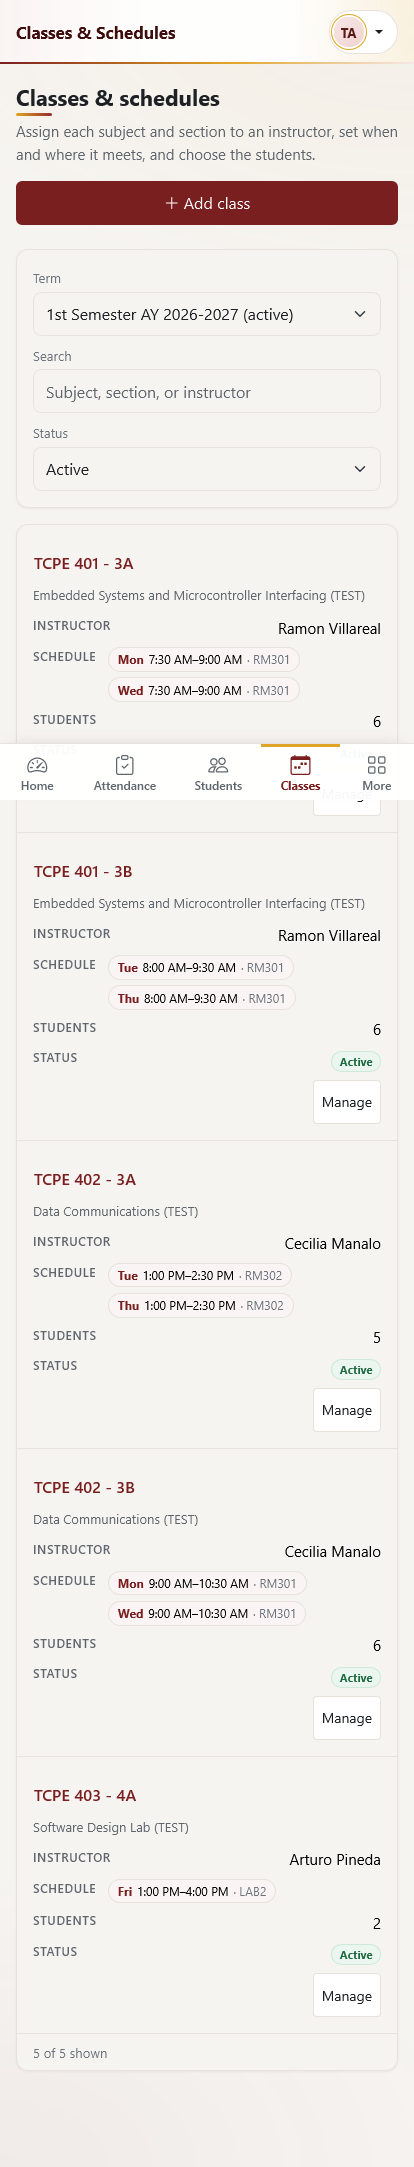 Classes & Schedules
TA
Classes & schedules
Assign each subject and section to an instructor, set when
and where it meets, and choose the students.
+ Add class
Term
1st Semester AY 2026-2027 (active)
Search
Subject, section, or instructor
Status
Active
TCPE 401 - 3A
Embedded Systems and Microcontroller Interfacing (TEST)
INSTRUCTOR Ramon Villareal
SCHEDULE Mon 7:30 AM–9:00 AM · RM301
Wed 7:30 AM–9:00 AM · RM301
STUDENTS 6
STATUS Active
Manage
Home Attendance Students Classes More
TCPE 401 - 3B
Embedded Systems and Microcontroller Interfacing (TEST)
INSTRUCTOR Ramon Villareal
SCHEDULE Tue 8:00 AM–9:30 AM · RM301
Thu 8:00 AM–9:30 AM · RM301
STUDENTS 6
STATUS Active
Manage
TCPE 402 - 3A
Data Communications (TEST)
INSTRUCTOR Cecilia Manalo
SCHEDULE Tue 1:00 PM–2:30 PM · RM302
Thu 1:00 PM–2:30 PM · RM302
STUDENTS 5
STATUS Active
Manage
TCPE 402 - 3B
Data Communications (TEST)
INSTRUCTOR Cecilia Manalo
SCHEDULE Mon 9:00 AM–10:30 AM · RM301
Wed 9:00 AM–10:30 AM · RM301
STUDENTS 6
STATUS Active
Manage
TCPE 403 - 4A
Software Design Lab (TEST)
INSTRUCTOR Arturo Pineda
SCHEDULE Fri 1:00 PM–4:00 PM · LAB2
STUDENTS 2
STATUS Active
Manage
5 of 5 shown